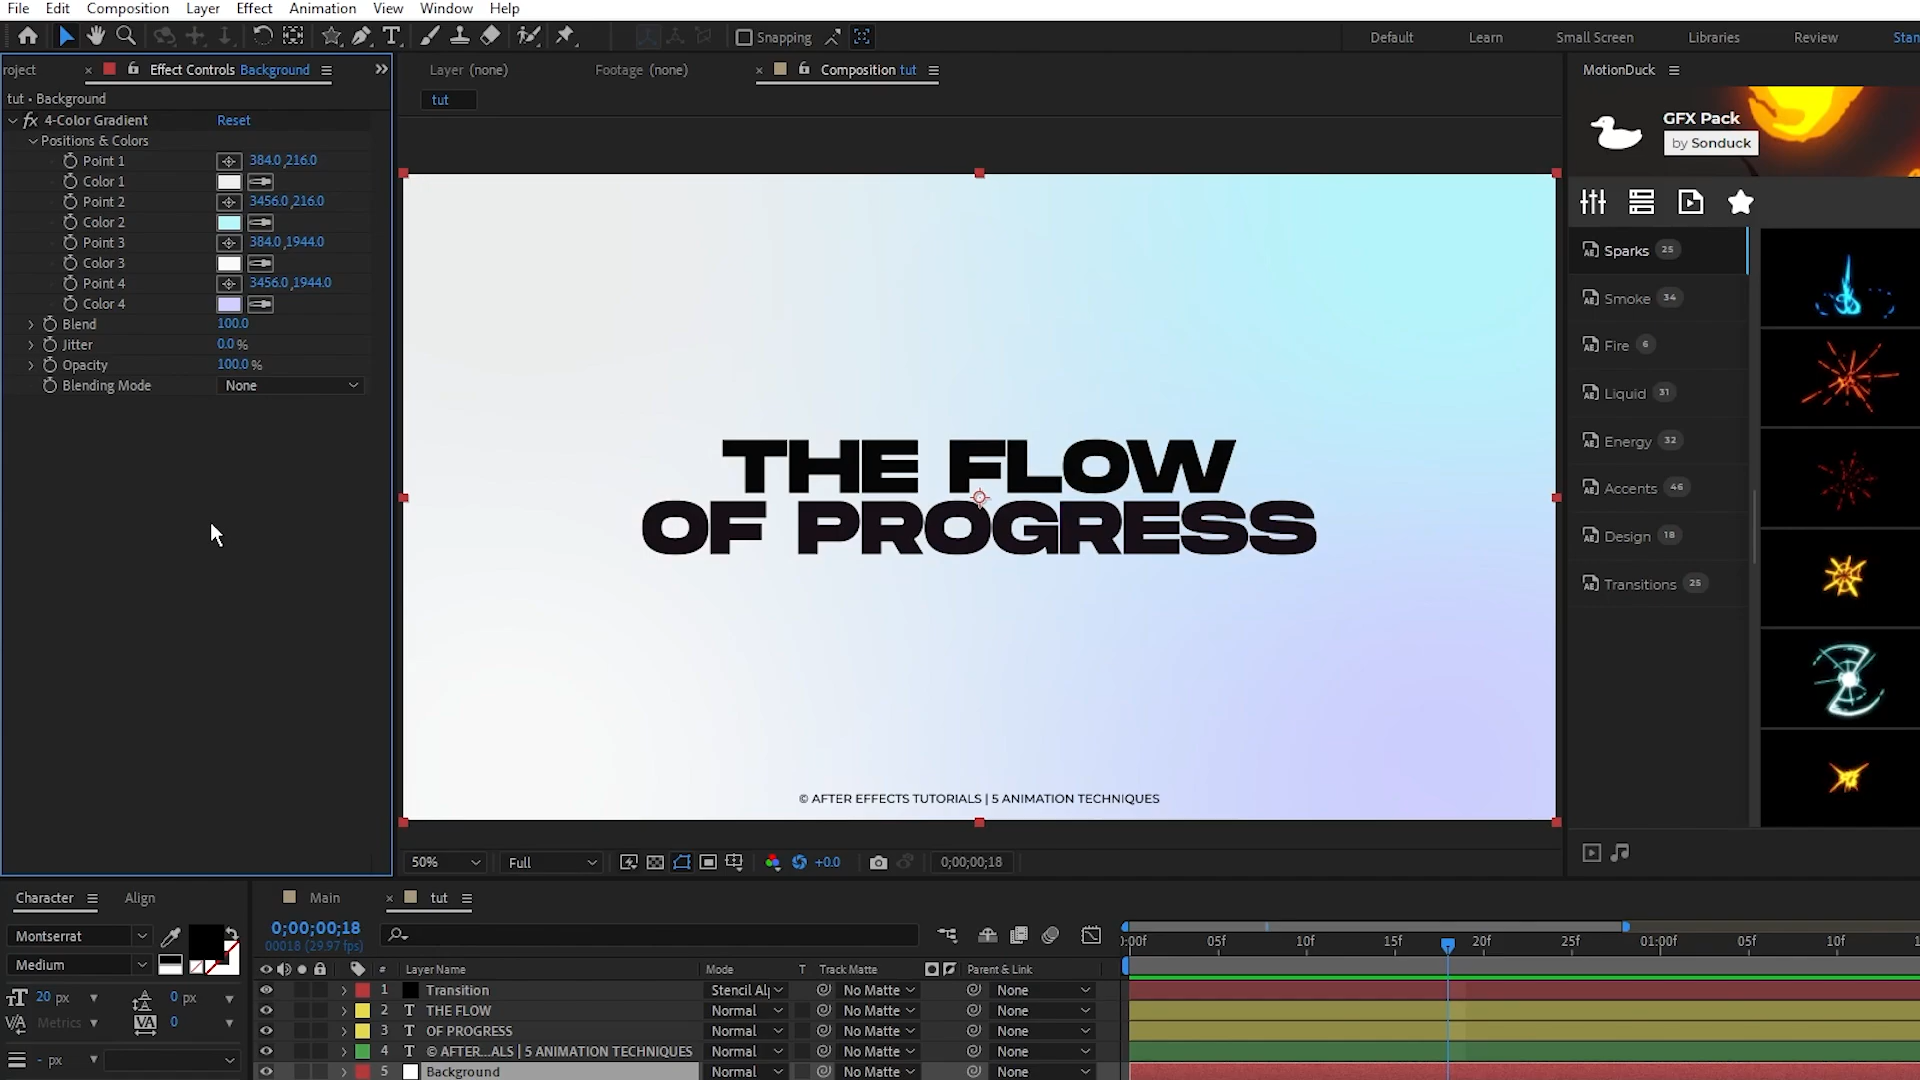 File Edit Composition Layer Effect Animation View Window Help
Snapping
Default Learn Small Screen Libraries Review Stan
roject
Effect Controls Background
tut • Background
fx 4-Color Gradient Reset
Positions & Colors
Point 1 384.0,216.0
Color 1
Point 2 3456.0,216.0
Color 2
Point 3 384.0,1944.0
Color 3
Point 4 3456.0,1944.0
Color 4
Blend 100.0
Jitter 0.0 %
Opacity 100.0 %
Blending Mode None
Layer (none)
Footage (none)
Composition tut
tut
THE FLOW
OF PROGRESS
© AFTER EFFECTS TUTORIALS | 5 ANIMATION TECHNIQUES
50% Full +0.0 0;00;00;18
MotionDuck
GFX Pack
by Sonduck
Sparks 25
Smoke 34
Fire 6
Liquid 31
Energy 32
Accents 46
Design 18
Transitions 25
Character Align
Montserrat
Medium
20 px 0 px
Metrics 0
- px
Main tut
0;00;00;18
00018 (29.97 fps)
:00f 05f 10f 15f 20f 25f 01:00f 05f 10f
# Layer Name Mode T Track Matte Parent & Link
1 Transition Stencil Al No Matte None
2 T THE FLOW Normal No Matte None
3 T OF PROGRESS Normal No Matte None
4 T © AFTER...ALS | 5 ANIMATION TECHNIQUES Normal No Matte None
5 Background Normal No Matte None